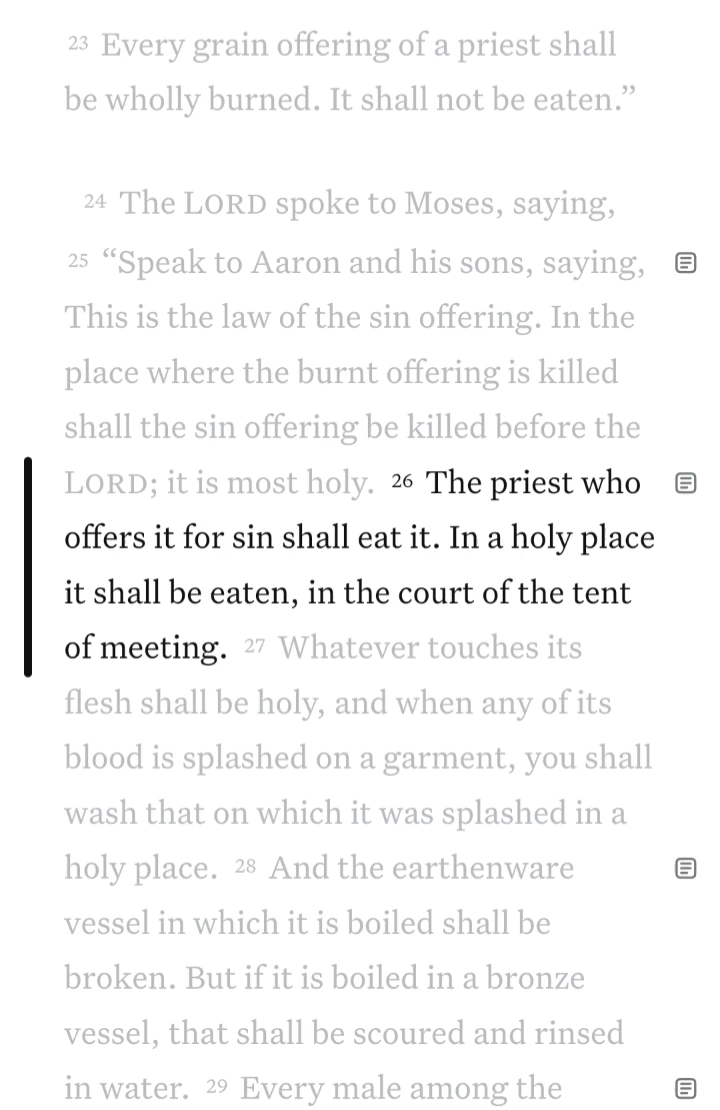 23 Every grain offering of a priest shall
be wholly burned. It shall not be eaten.”
24 The LORD spoke to Moses, saying,
25 “Speak to Aaron and his sons, saying,
This is the law of the sin offering. In the
place where the burnt offering is killed
shall the sin offering be killed before the
LORD; it is most holy. 26 The priest who
offers it for sin shall eat it. In a holy place
it shall be eaten, in the court of the tent
of meeting. 27 Whatever touches its
flesh shall be holy, and when any of its
blood is splashed on a garment, you shall
wash that on which it was splashed in a
holy place. 28 And the earthenware
vessel in which it is boiled shall be
broken. But if it is boiled in a bronze
vessel, that shall be scoured and rinsed
in water. 29 Every male among the